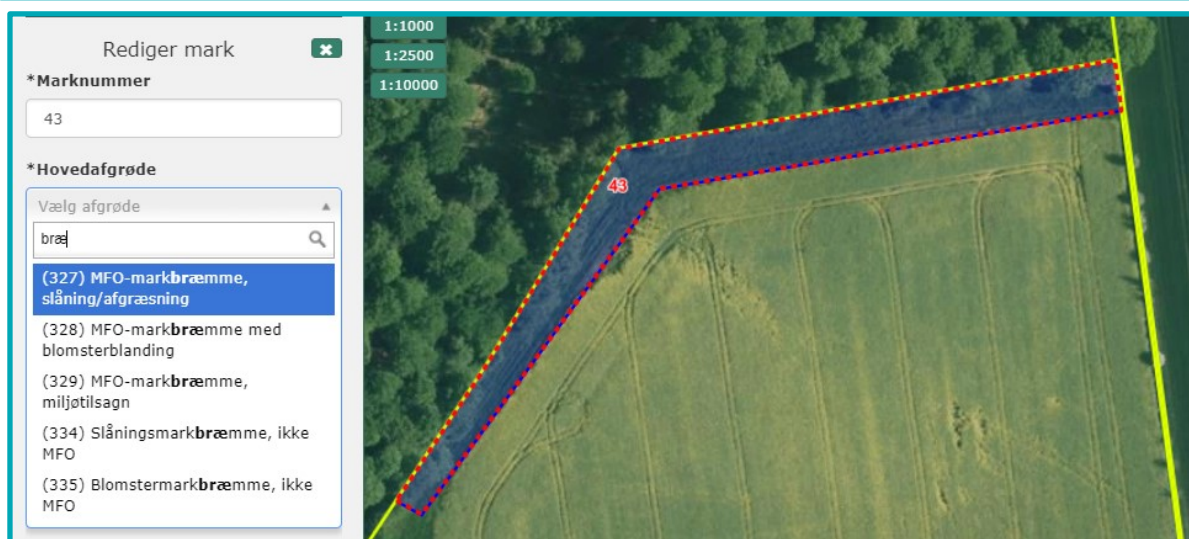 Rediger mark
*Marknummer
43
*Hovedafgrøde
Vælg afgrøde
bræ
(327) MFO-markbræmme,
slåning/afgræsning
(328) MFO-markbræmme med
blomsterblanding
(329) MFO-markbræmme,
miljøtilsagn
(334) Slåningsmarkbræmme, ikke
MFO
(335) Blomstermarkbræmme, ikke
MFO
1:1000
1:2500
1:10000
43